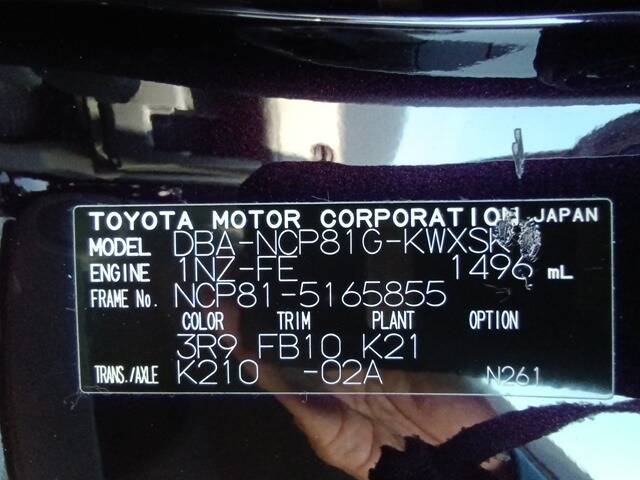 TOYOTA MOTOR CORPORATION JAPAN
MODEL DBA-NCP81G-KWXSK
ENGINE 1NZ-FE 1496 mL
FRAME No. NCP81-5165855
COLOR TRIM PLANT OPTION
3R9 FB10 K21
TRANS./AXLE K210 -02A N261